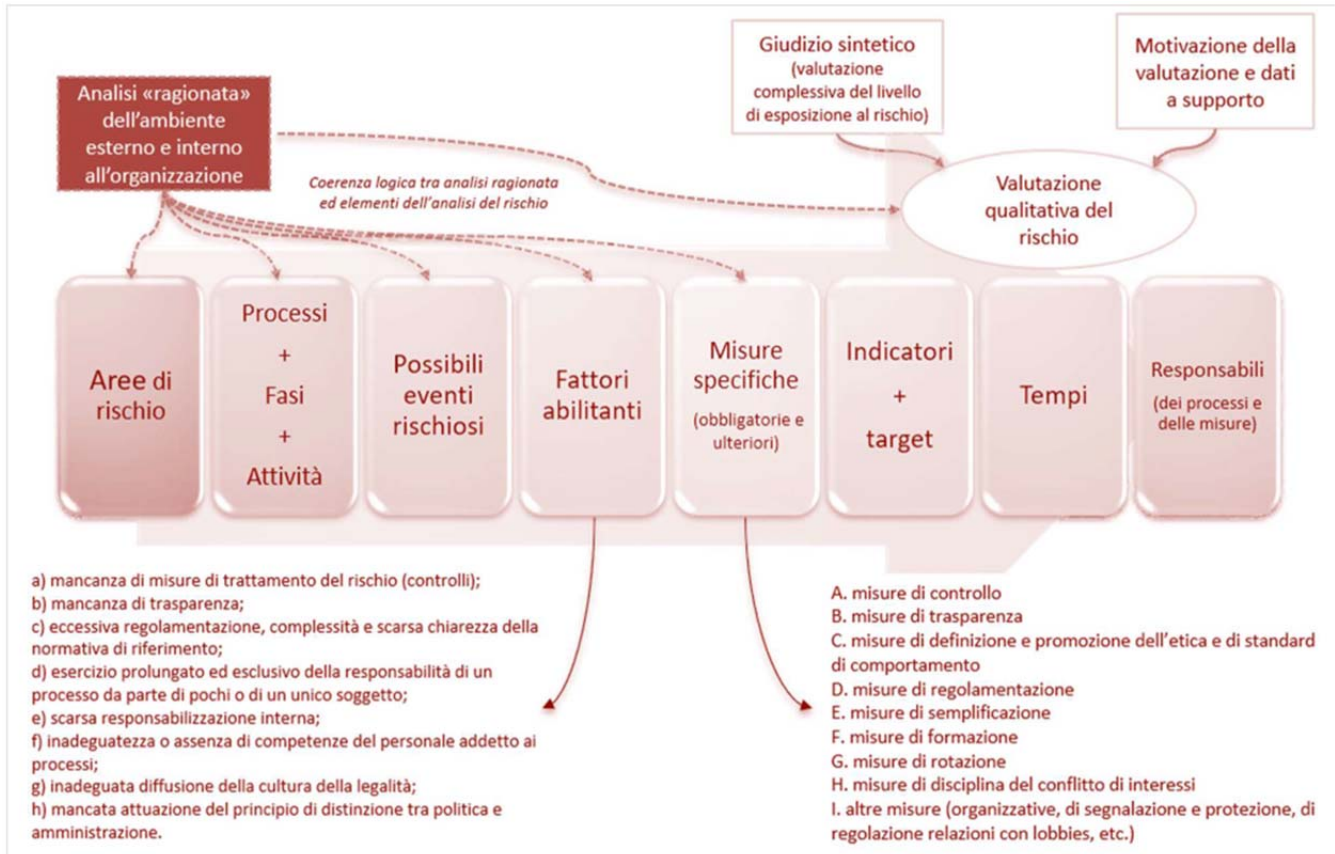 Analisi «ragionata»
dell'ambiente
esterno e interno
all'organizzazione
Giudizio sintetico
(valutazione
complessiva del livello
di esposizione al rischio)
Motivazione della
valutazione e dati
a supporto
Coerenza logica tra analisi ragionata
ed elementi dell'analisi del rischio
Valutazione
qualitativa del
rischio
Aree di
rischio
Processi
+
Fasi
+
Attività
Possibili
eventi
rischiosi
Fattori
abilitanti
Misure
specifiche
(obbligatorie e
ulteriori)
Indicatori
+
target
Tempi
Responsabili
(dei processi e
delle misure)
a) mancanza di misure di trattamento del rischio (controlli);
b) mancanza di trasparenza;
c) eccessiva regolamentazione, complessità e scarsa chiarezza della
normativa di riferimento;
d) esercizio prolungato ed esclusivo della responsabilità di un
processo da parte di pochi o di un unico soggetto;
e) scarsa responsabilizzazione interna;
f) inadeguatezza o assenza di competenze del personale addetto ai
processi;
g) inadeguata diffusione della cultura della legalità;
h) mancata attuazione del principio di distinzione tra politica e
amministrazione.
A. misure di controllo
B. misure di trasparenza
C. misure di definizione e promozione dell'etica e di standard
di comportamento
D. misure di regolamentazione
E. misure di semplificazione
F. misure di formazione
G. misure di rotazione
H. misure di disciplina del conflitto di interessi
I. altre misure (organizzative, di segnalazione e protezione, di
regolazione relazioni con lobbies, etc.)